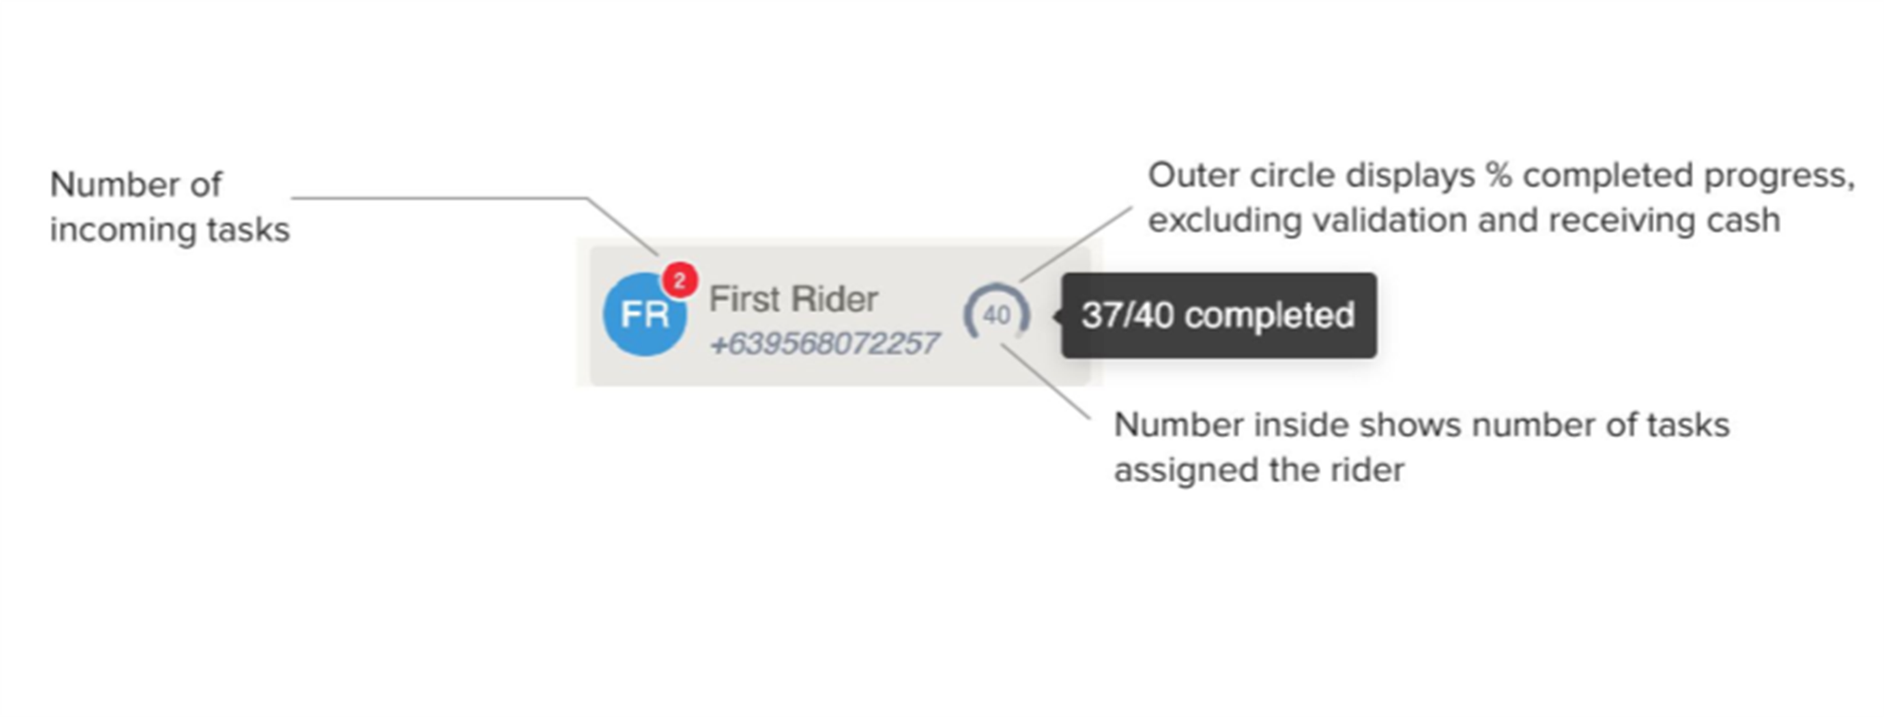 Number of
incoming tasks
Outer circle displays % completed progress,
excluding validation and receiving cash
2
FR
First Rider
+639568072257
40
37/40 completed
Number inside shows number of tasks
assigned the rider